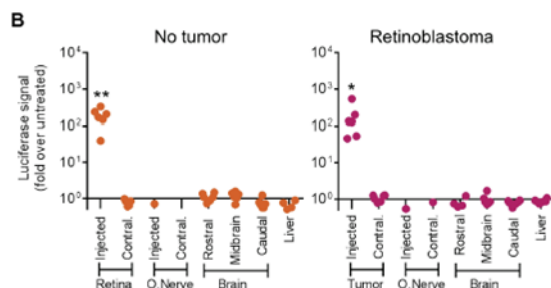 B
No tumor
Retinoblastoma
Luciferase signal
(fold over untreated)
10⁴
10³
10²
10¹
10⁰
**
Injected
Contral.
Injected
Contral.
Rostral
Midbrain
Caudal
Liver
Retina
O.Nerve
Brain
10⁴
10³
10²
10¹
10⁰
*
Injected
Contral.
Injected
Contral.
Rostral
Midbrain
Caudal
Liver
Tumor
O.Nerve
Brain